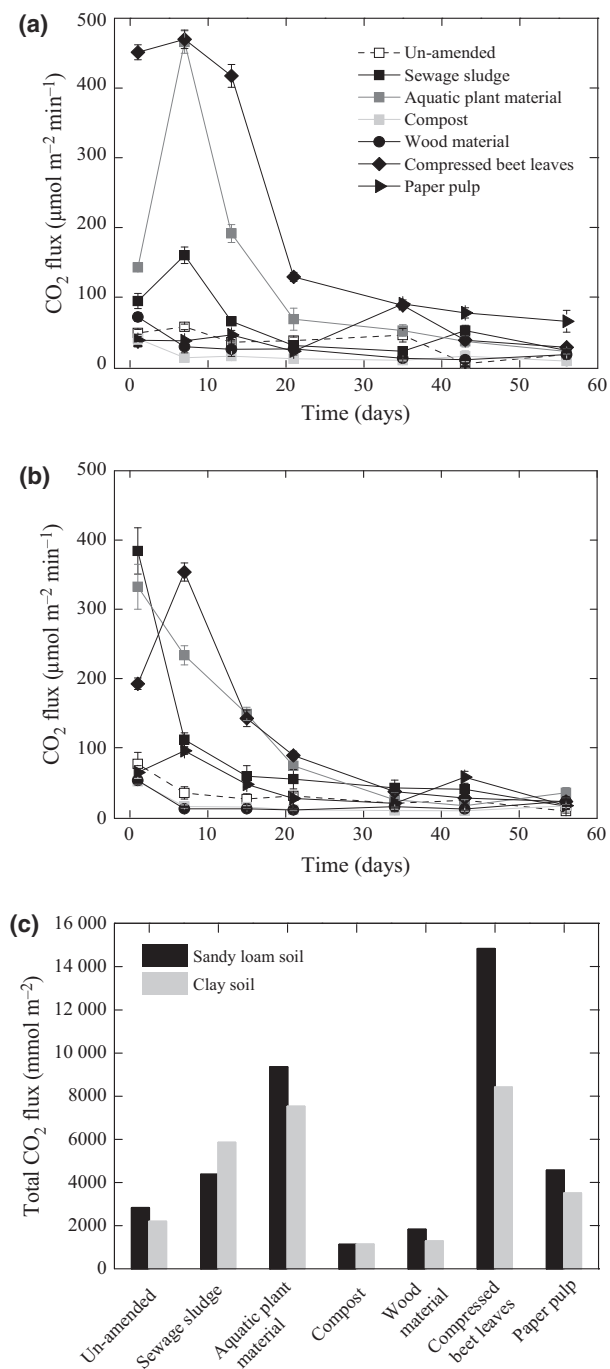 (a)
500
400
300
200
100
0
CO₂ flux (µmol m⁻² min⁻¹)
Un-amended
Sewage sludge
Aquatic plant material
Compost
Wood material
Compressed beet leaves
Paper pulp
0 10 20 30 40 50 60
Time (days)
(b)
500
400
300
200
100
0
CO₂ flux (µmol m⁻² min⁻¹)
0 10 20 30 40 50 60
Time (days)
(c)
16 000
14 000
12 000
10 000
8000
6000
4000
2000
0
Total CO₂ flux (mmol m⁻²)
Sandy loam soil
Clay soil
Un-amended
Sewage sludge
Aquatic plant
material
Compost
Wood
material
Compressed
beet leaves
Paper pulp